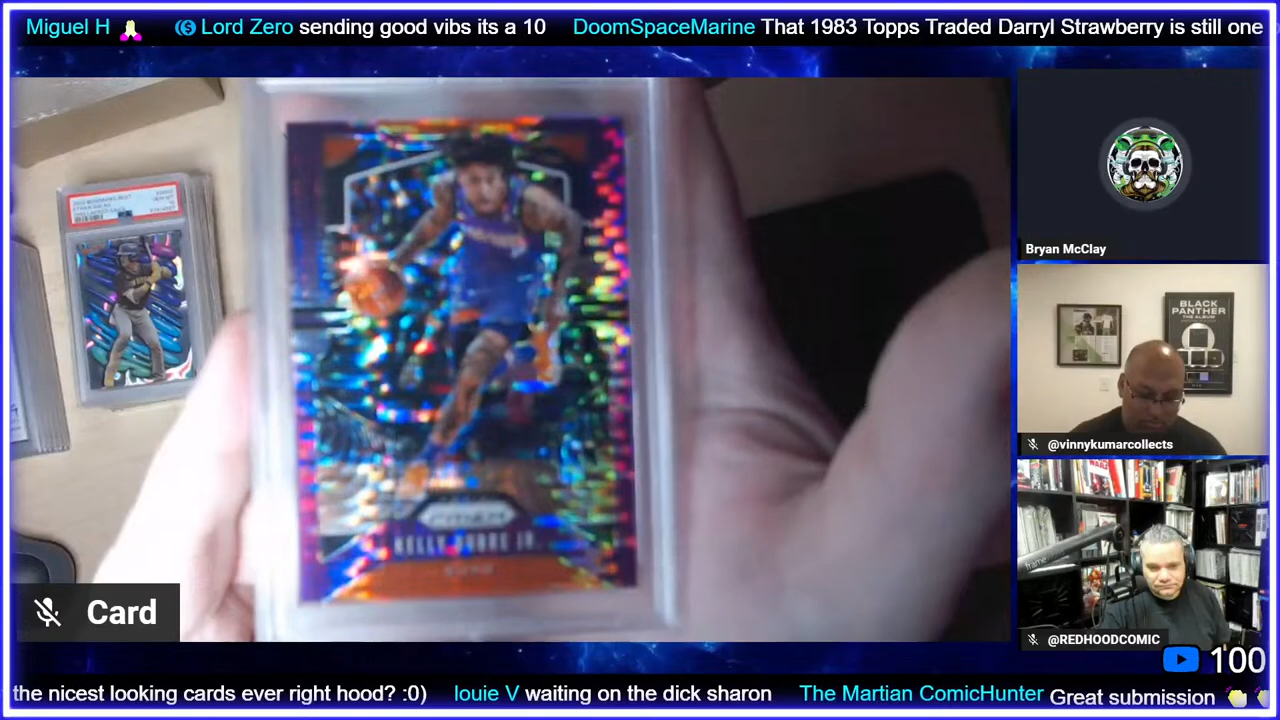 Miguel H
Lord Zero sending good vibs its a 10
DoomSpaceMarine That 1983 Topps Traded Darryl Strawberry is still one
Bryan McClay
BLACK
PANTHER
THE ALBUM
@vinnykumarcollects
frame
KELLY OUBRE JR.
Card
@REDHOODCOMIC
100
the nicest looking cards ever right hood? :0)
louie V waiting on the dick sharon
The Martian ComicHunter Great submission